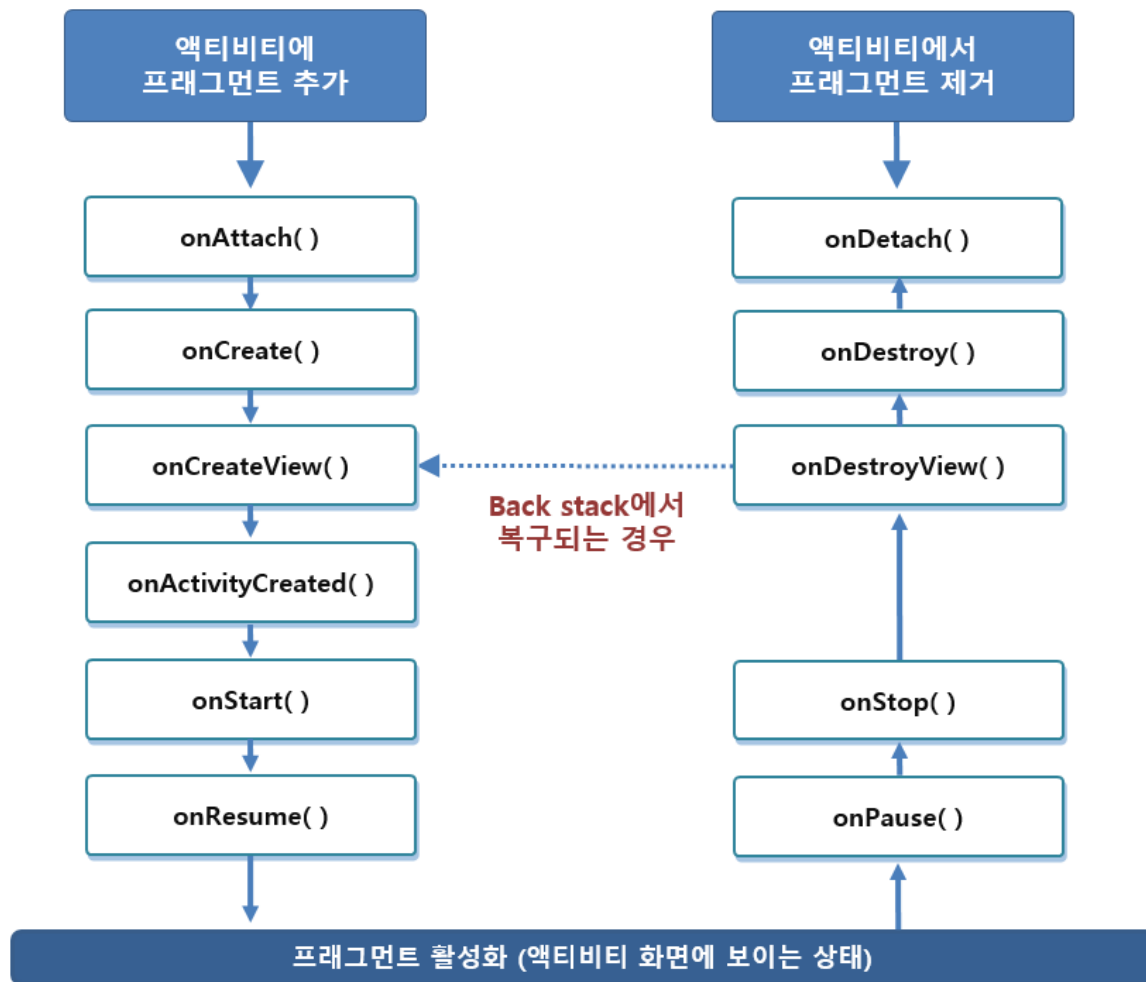 액티비티에
프래그먼트 추가
onAttach( )
onCreate( )
onCreateView( )
onActivityCreated( )
onStart( )
onResume( )
Back stack에서
복구되는 경우
액티비티에서
프래그먼트 제거
onDetach( )
onDestroy( )
onDestroyView( )
onStop( )
onPause( )
프래그먼트 활성화 (액티비티 화면에 보이는 상태)